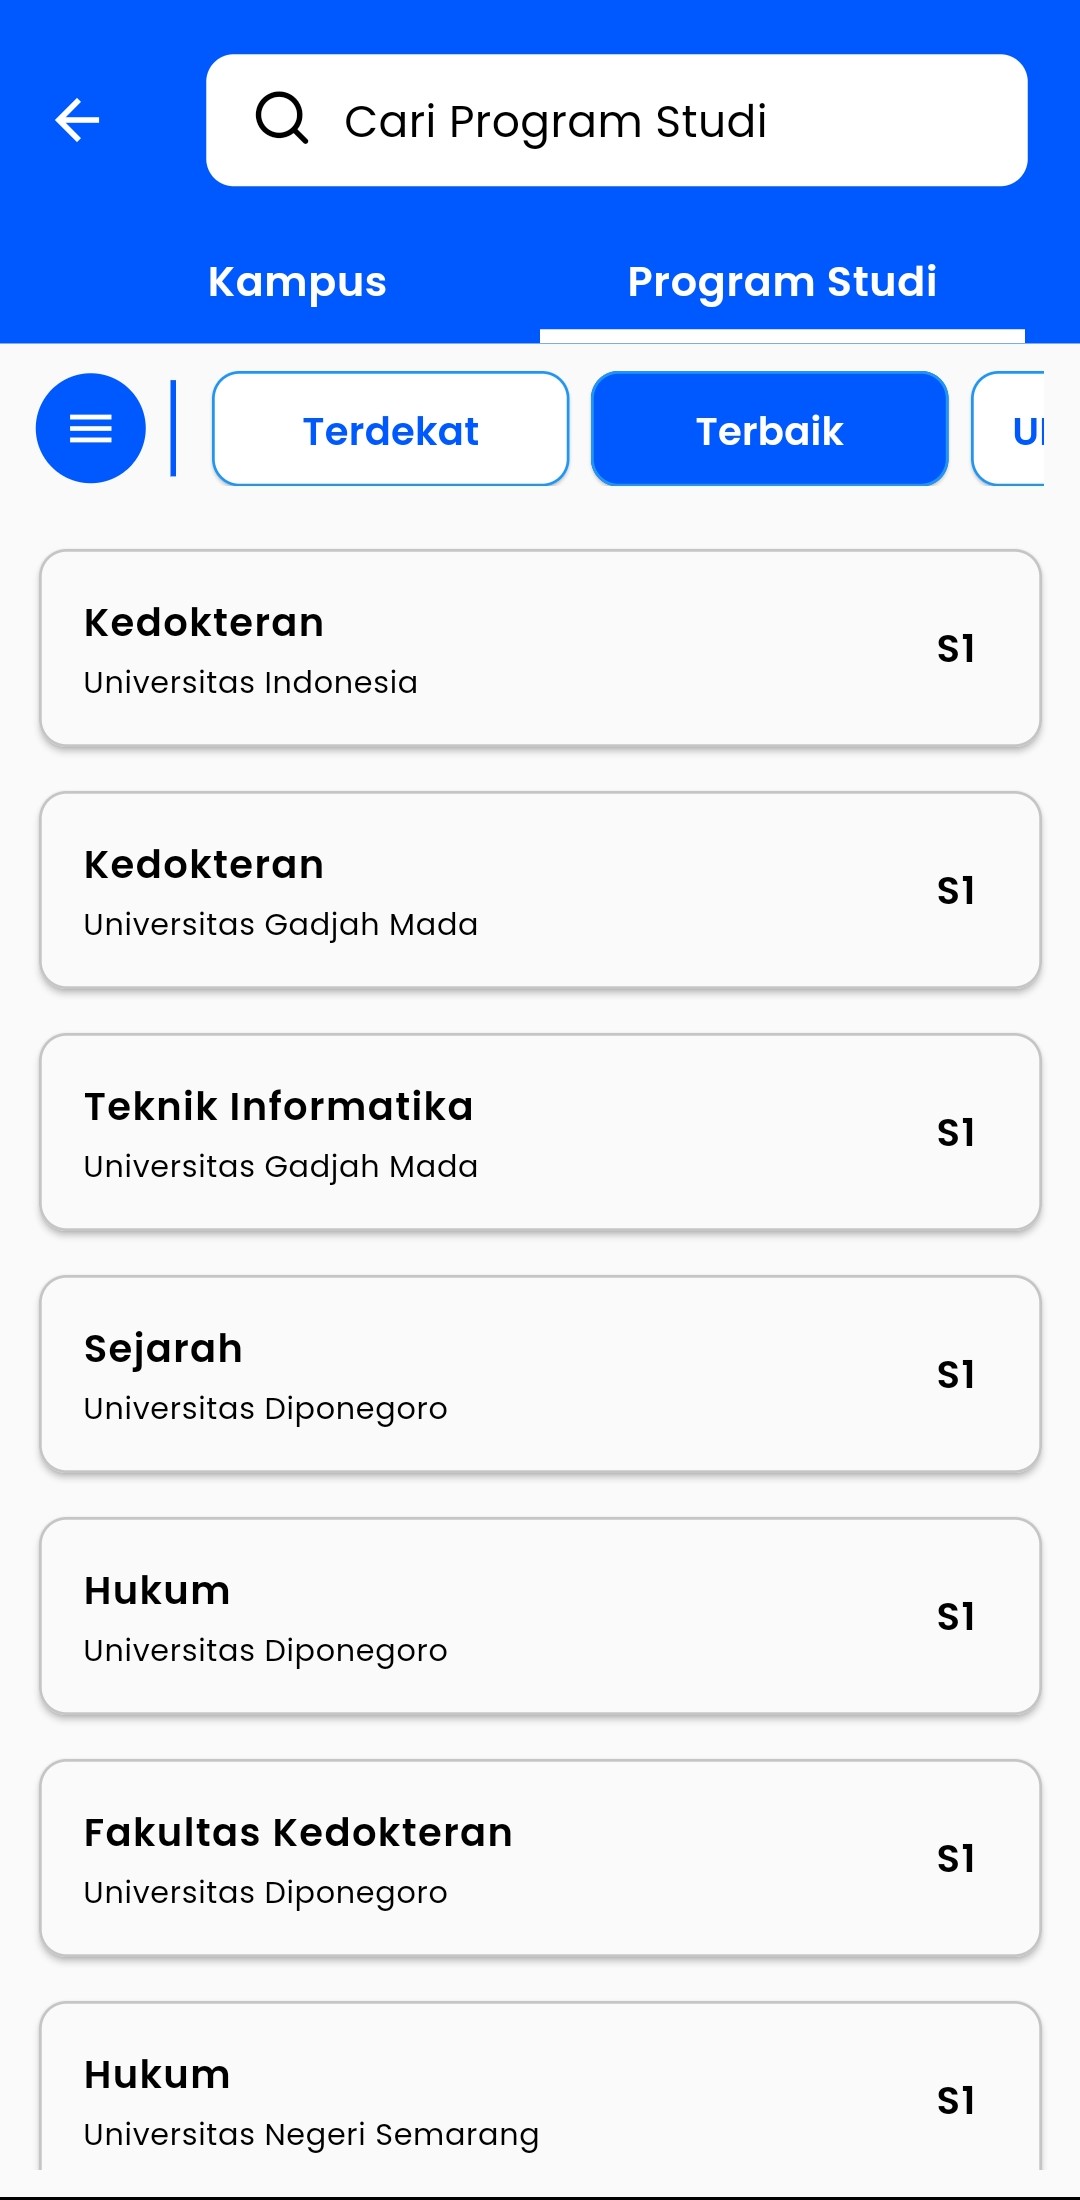 Cari Program Studi
Kampus
Program Studi
Terdekat
Terbaik
Kedokteran
Universitas Indonesia
S1
Kedokteran
Universitas Gadjah Mada
S1
Teknik Informatika
Universitas Gadjah Mada
S1
Sejarah
Universitas Diponegoro
S1
Hukum
Universitas Diponegoro
S1
Fakultas Kedokteran
Universitas Diponegoro
S1
Hukum
Universitas Negeri Semarang
S1